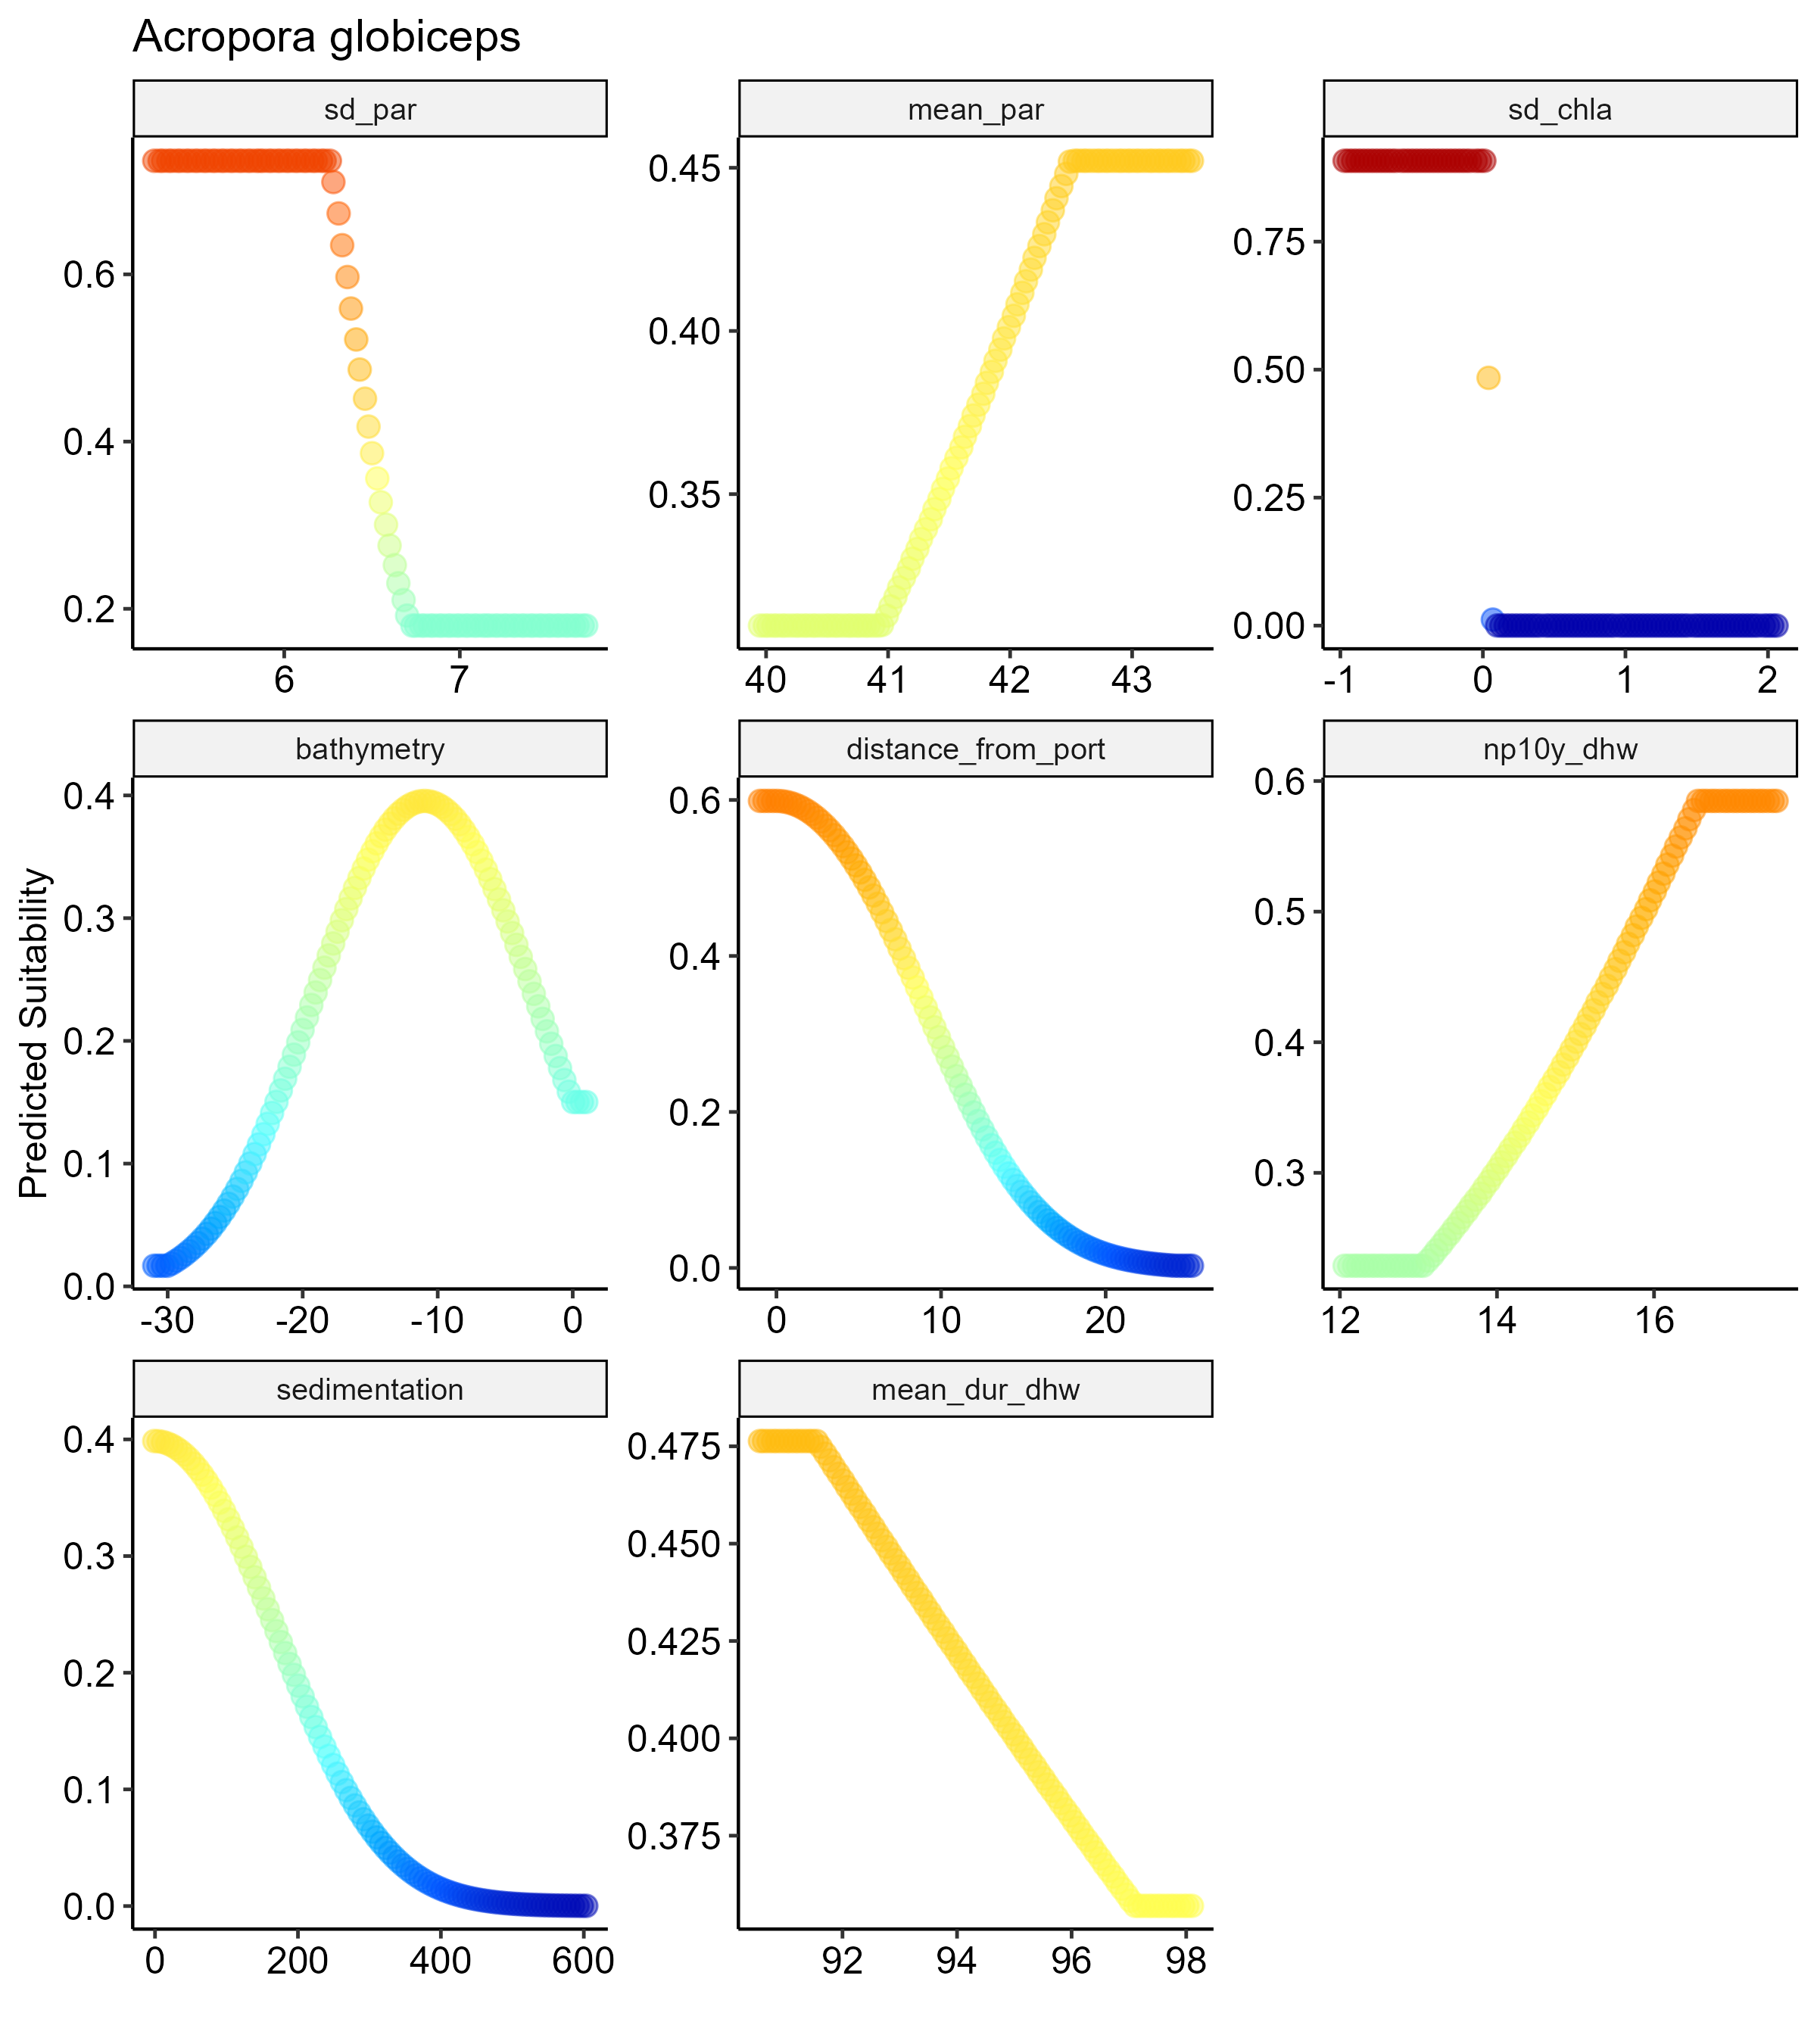 Acropora globiceps
sd_par
mean_par
sd_chla
0.6
0.4
0.2
6 7
0.45
0.40
0.35
40 41 42 43
0.75
0.50
0.25
0.00
-1 0 1 2
Predicted Suitability
bathymetry
distance_from_port
np10y_dhw
0.4
0.3
0.2
0.1
0.0
-30 -20 -10 0
0.6
0.4
0.2
0.0
0 10 20
0.6
0.5
0.4
0.3
12 14 16
sedimentation
mean_dur_dhw
0.4
0.3
0.2
0.1
0.0
0 200 400 600
0.475
0.450
0.425
0.400
0.375
92 94 96 98